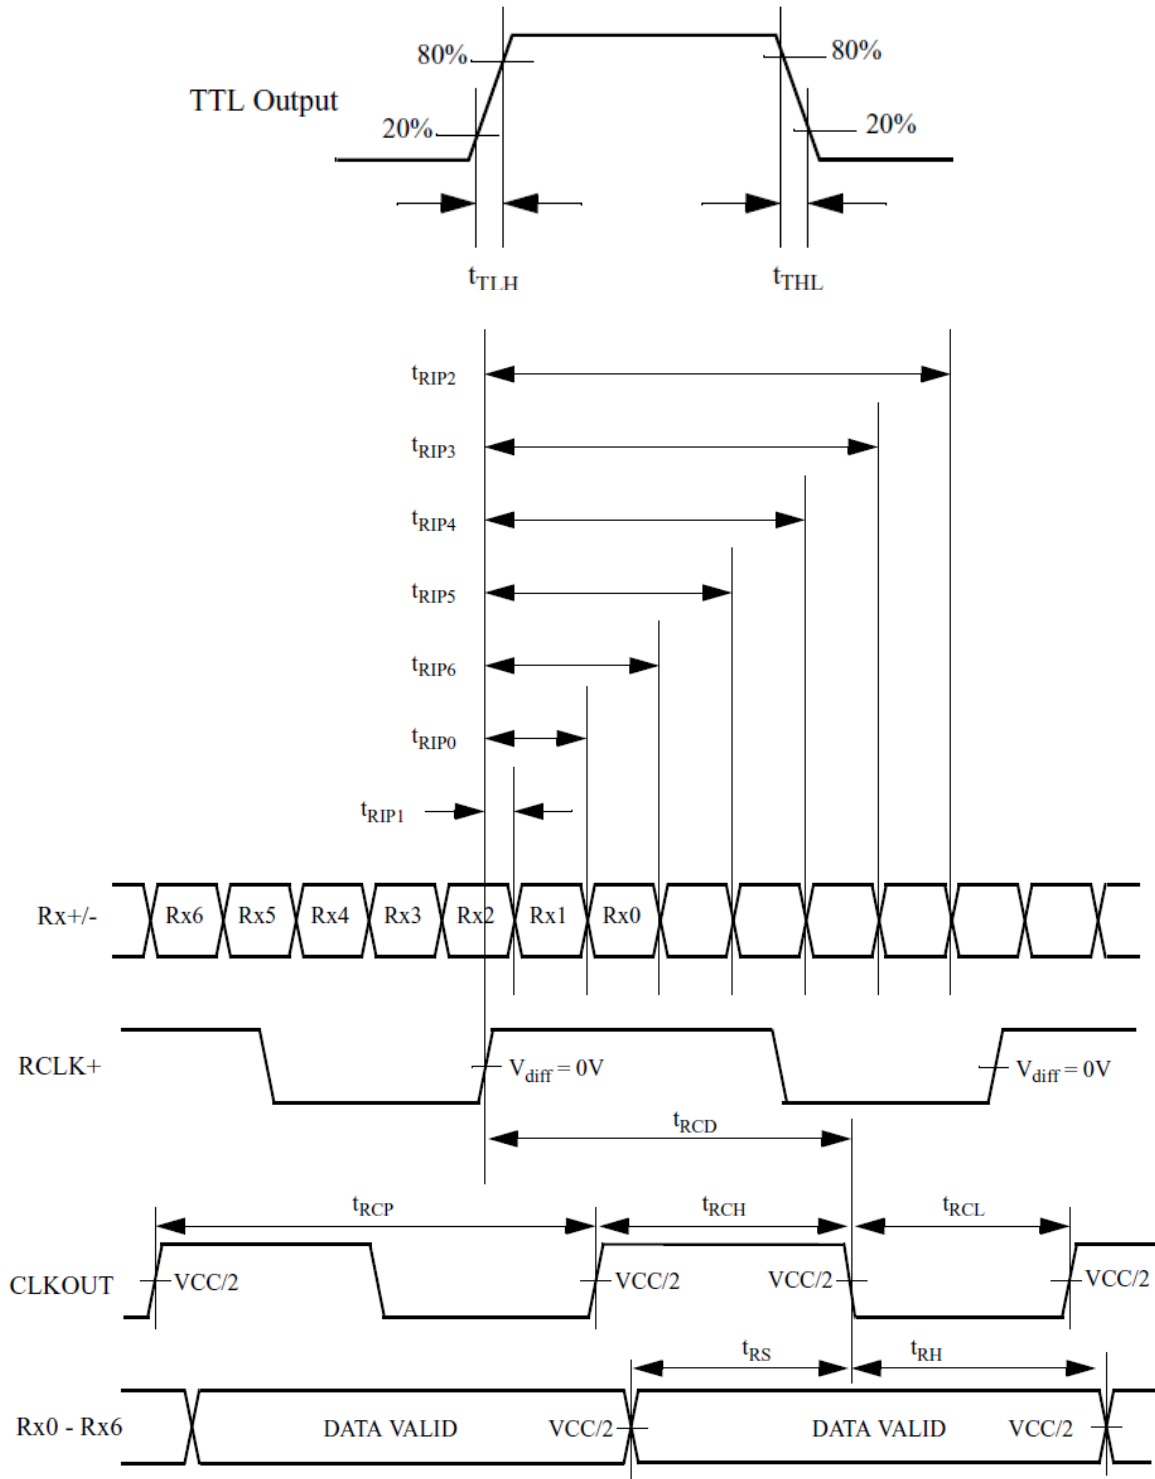 80%
80%
TTL Output
20%
20%
tTLH
tTHL
tRIP2
tRIP3
tRIP4
tRIP5
tRIP6
tRIP0
tRIP1
Rx+/-
Rx6
Rx5
Rx4
Rx3
Rx2
Rx1
Rx0
RCLK+
Vdiff = 0V
Vdiff = 0V
tRCD
tRCP
tRCH
tRCL
CLKOUT
VCC/2
VCC/2
VCC/2
VCC/2
tRS
tRH
Rx0 - Rx6
DATA VALID
VCC/2
DATA VALID
VCC/2